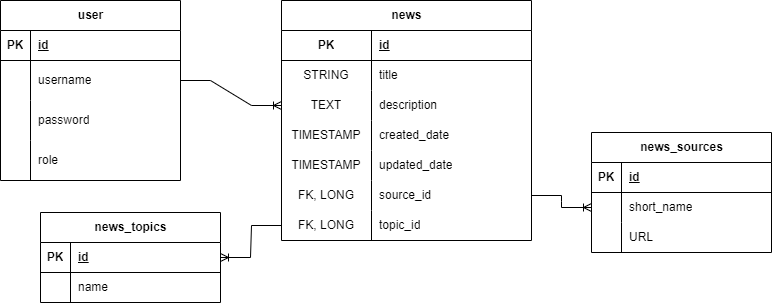 user
PK id
username
password
role
news
PK id
STRING title
TEXT description
TIMESTAMP created_date
TIMESTAMP updated_date
FK, LONG source_id
FK, LONG topic_id
news_sources
PK id
short_name
URL
news_topics
PK id
name